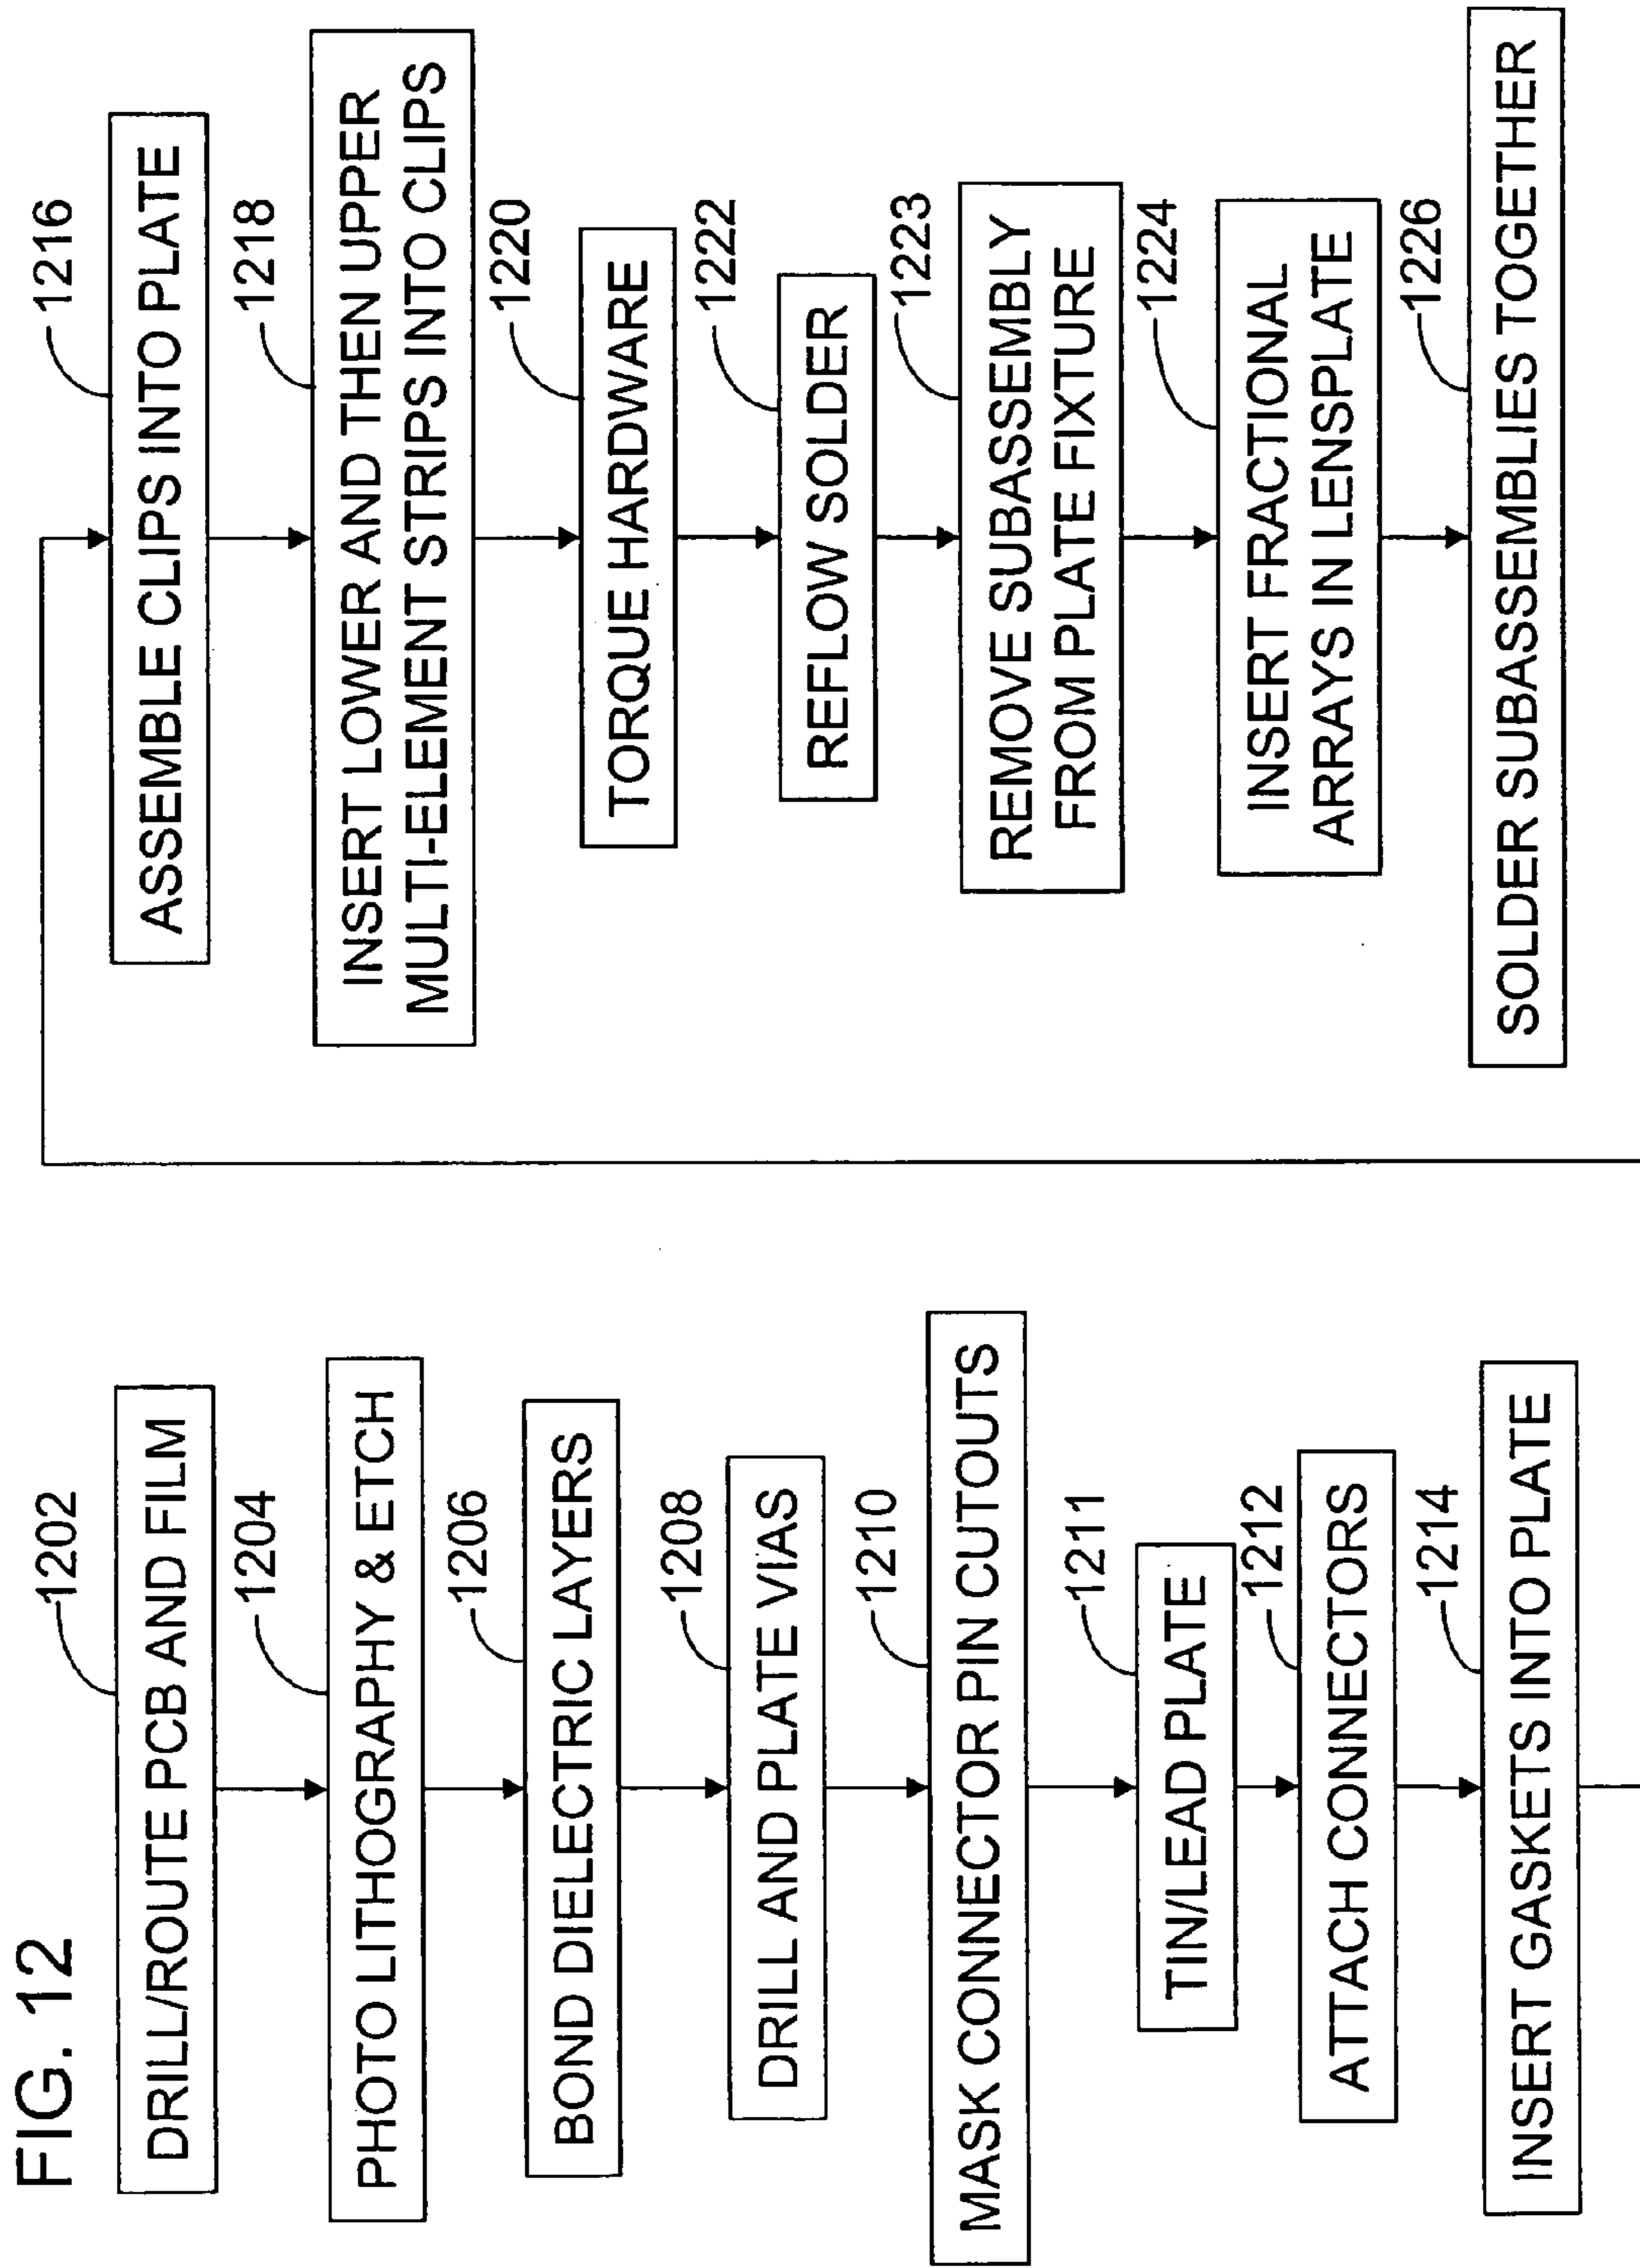 FIG. 12
1202
DRILL/ROUTE PCB AND FILM
1204
PHOTO LITHOGRAPHY & ETCH
1206
BOND DIELECTRIC LAYERS
1208
DRILL AND PLATE VIAS
1210
MASK CONNECTOR PIN CUTOUTS
1211
TIN/LEAD PLATE
1212
ATTACH CONNECTORS
1214
INSERT GASKETS INTO PLATE
1216
ASSEMBLE CLIPS INTO PLATE
1218
INSERT LOWER AND THEN UPPER
MULTI-ELEMENT STRIPS INTO CLIPS
1220
TORQUE HARDWARE
1222
REFLOW SOLDER
1223
REMOVE SUBASSEMBLY
FROM PLATE FIXTURE
1224
INSERT FRACTIONAL
ARRAYS IN LENSPLATE
1226
SOLDER SUBASSEMBLIES TOGETHER